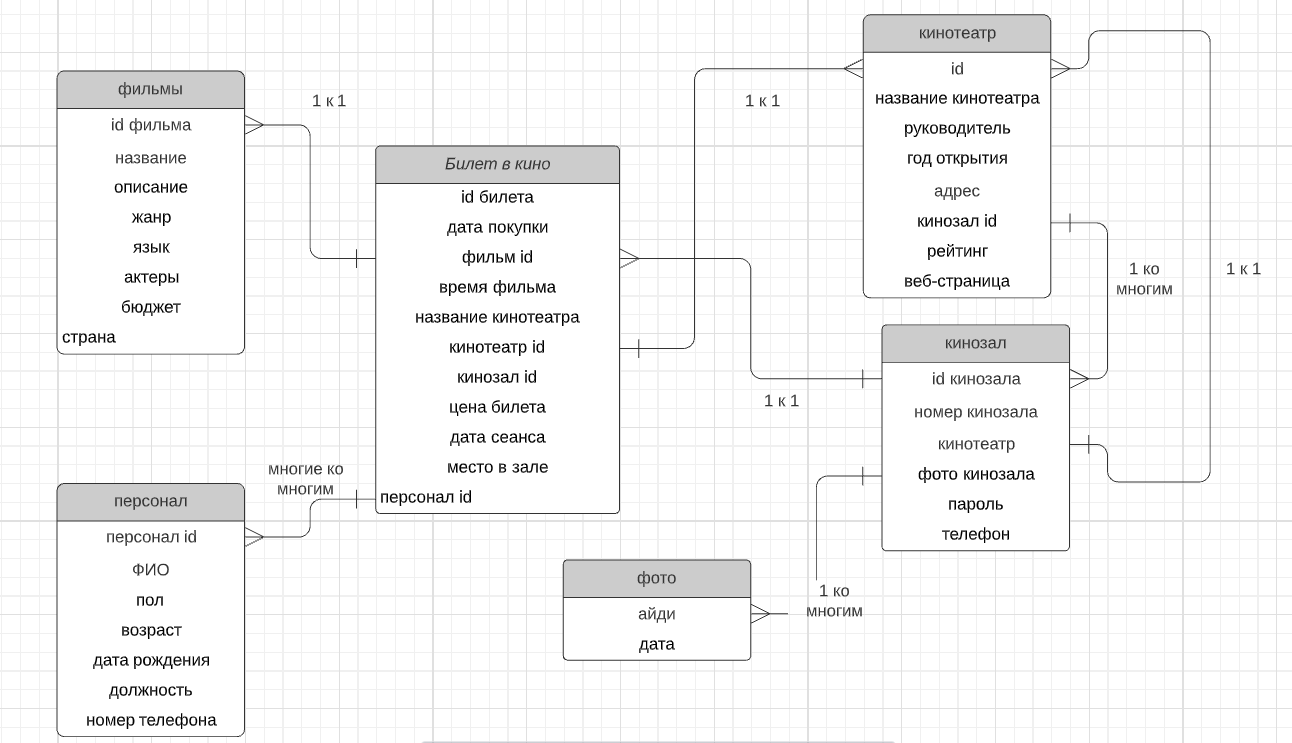 фильмы
id фильма
название
описание
жанр
язык
актеры
бюджет
страна
1 к 1
Билет в кино
id билета
дата покупки
фильм id
время фильма
название кинотеатра
кинотеатр id
кинозал id
цена билета
дата сеанса
место в зале
персонал id
1 к 1
кинотеатр
id
название кинотеатра
руководитель
год открытия
адрес
кинозал id
рейтинг
веб-страница
1 ко
многим
1 к 1
кинозал
id кинозала
номер кинозала
кинотеатр
фото кинозала
пароль
телефон
1 к 1
многие ко
многим
персонал
персонал id
ФИО
пол
возраст
дата рождения
должность
номер телефона
фото
айди
дата
1 ко
многим